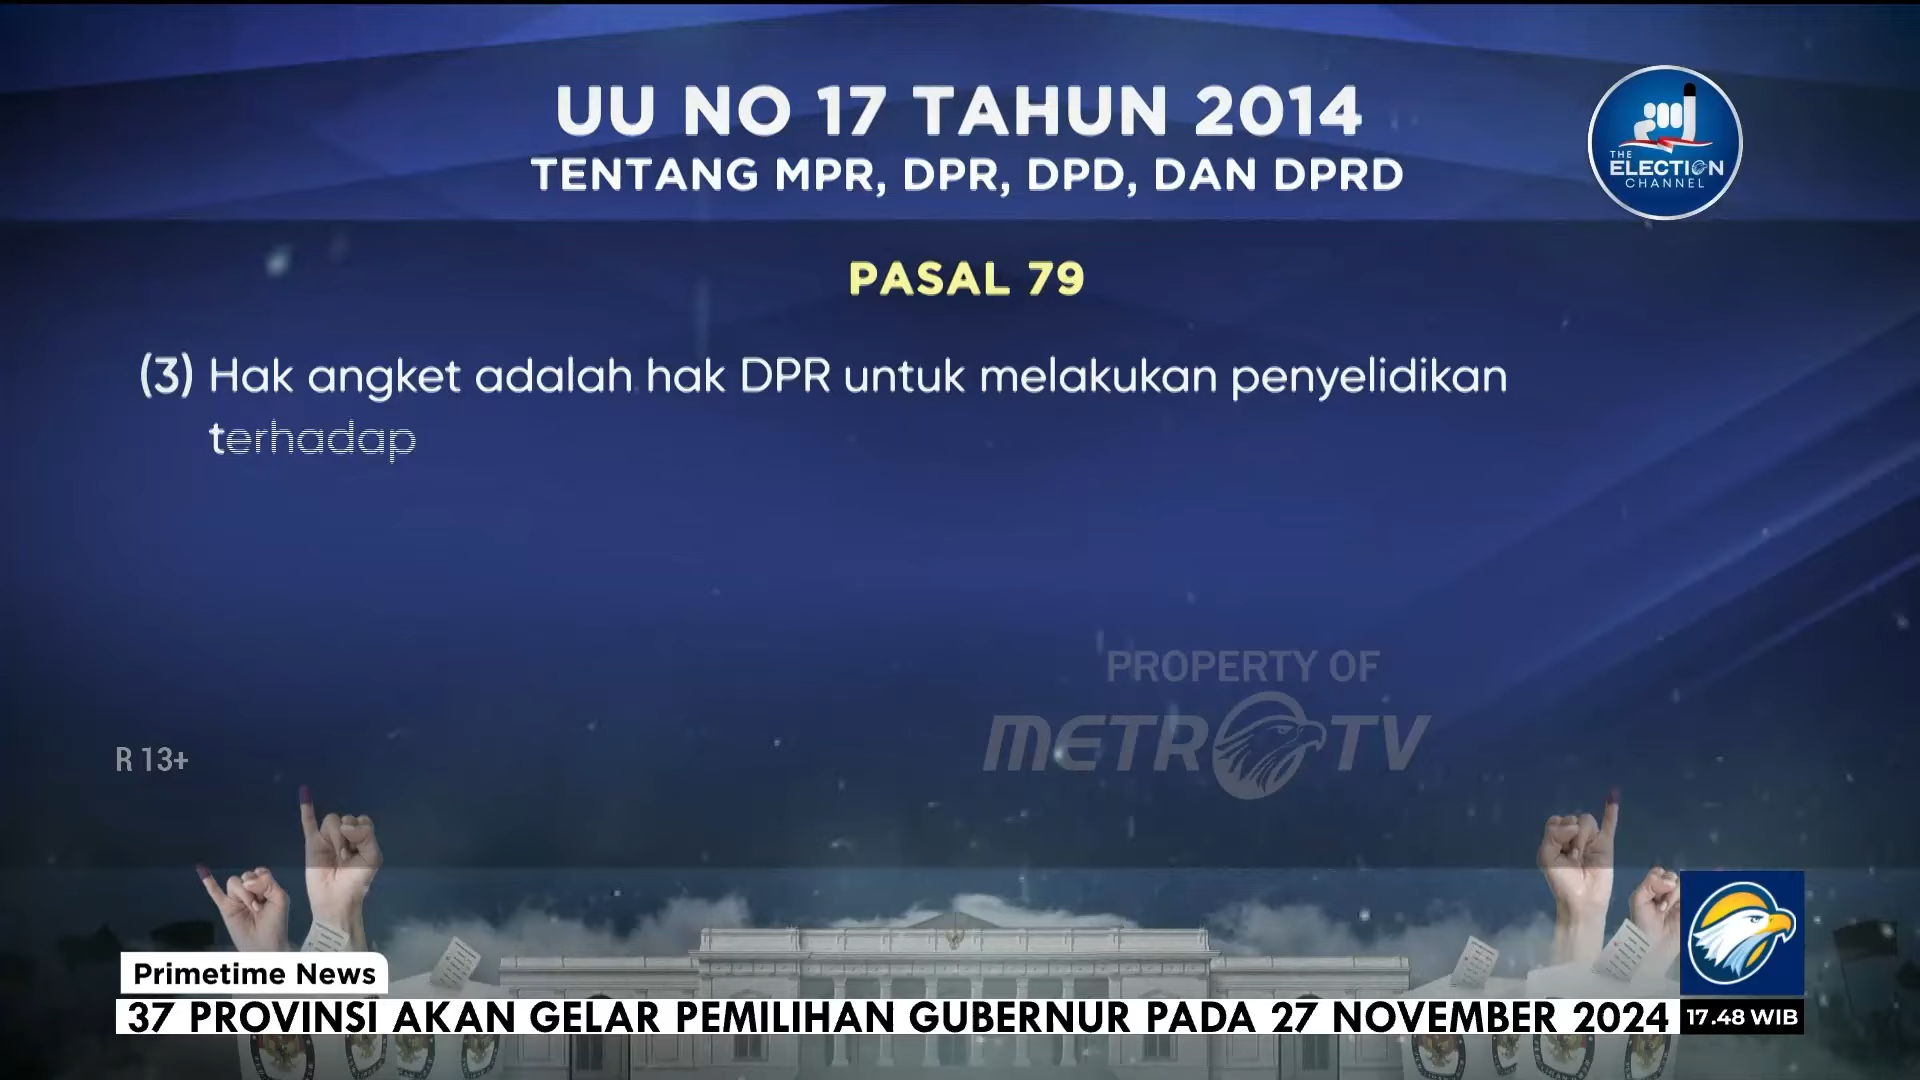 UU NO 17 TAHUN 2014
TENTANG MPR, DPR, DPD, DAN DPRD
THE
ELECTION
CHANNEL
PASAL 79
(3) Hak angket adalah hak DPR untuk melakukan penyelidikan
terhadap
PROPERTY OF
METRO TV
R 13+
Primetime News
37 PROVINSI AKAN GELAR PEMILIHAN GUBERNUR PADA 27 NOVEMBER 2024
17.48 WIB